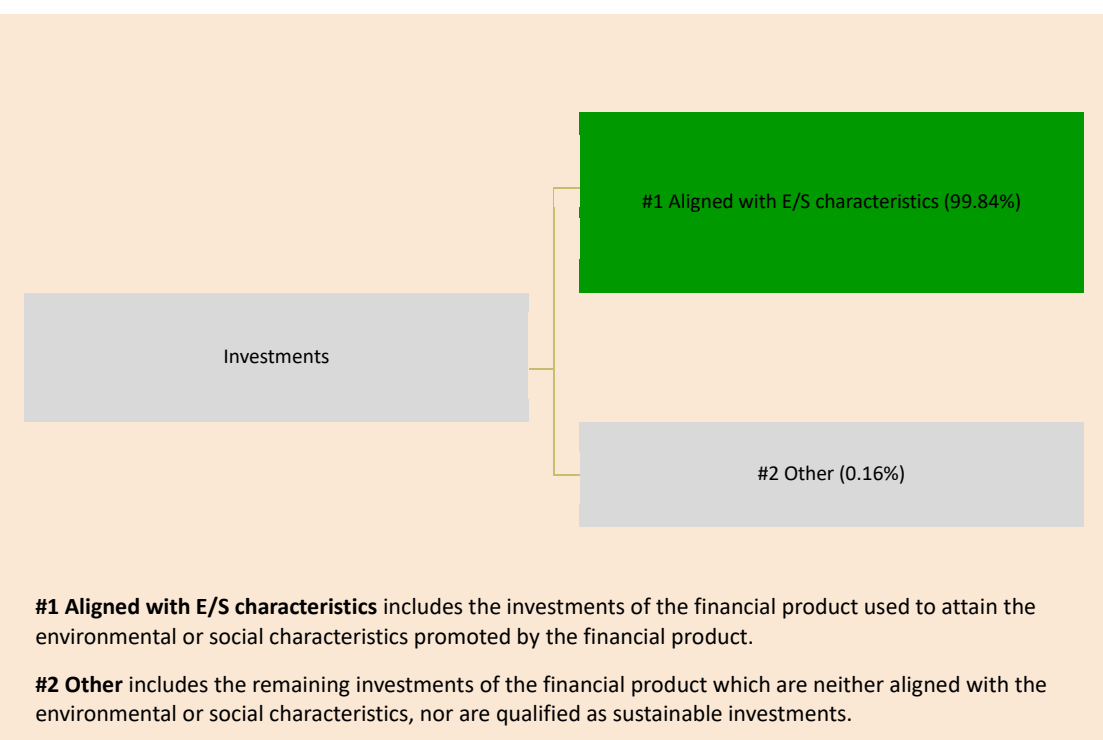 #1 Aligned with E/S characteristics (99.84%)
Investments
#2 Other (0.16%)
#1 Aligned with E/S characteristics includes the investments of the financial product used to attain the
environmental or social characteristics promoted by the financial product.
#2 Other includes the remaining investments of the financial product which are neither aligned with the
environmental or social characteristics, nor are qualified as sustainable investments.